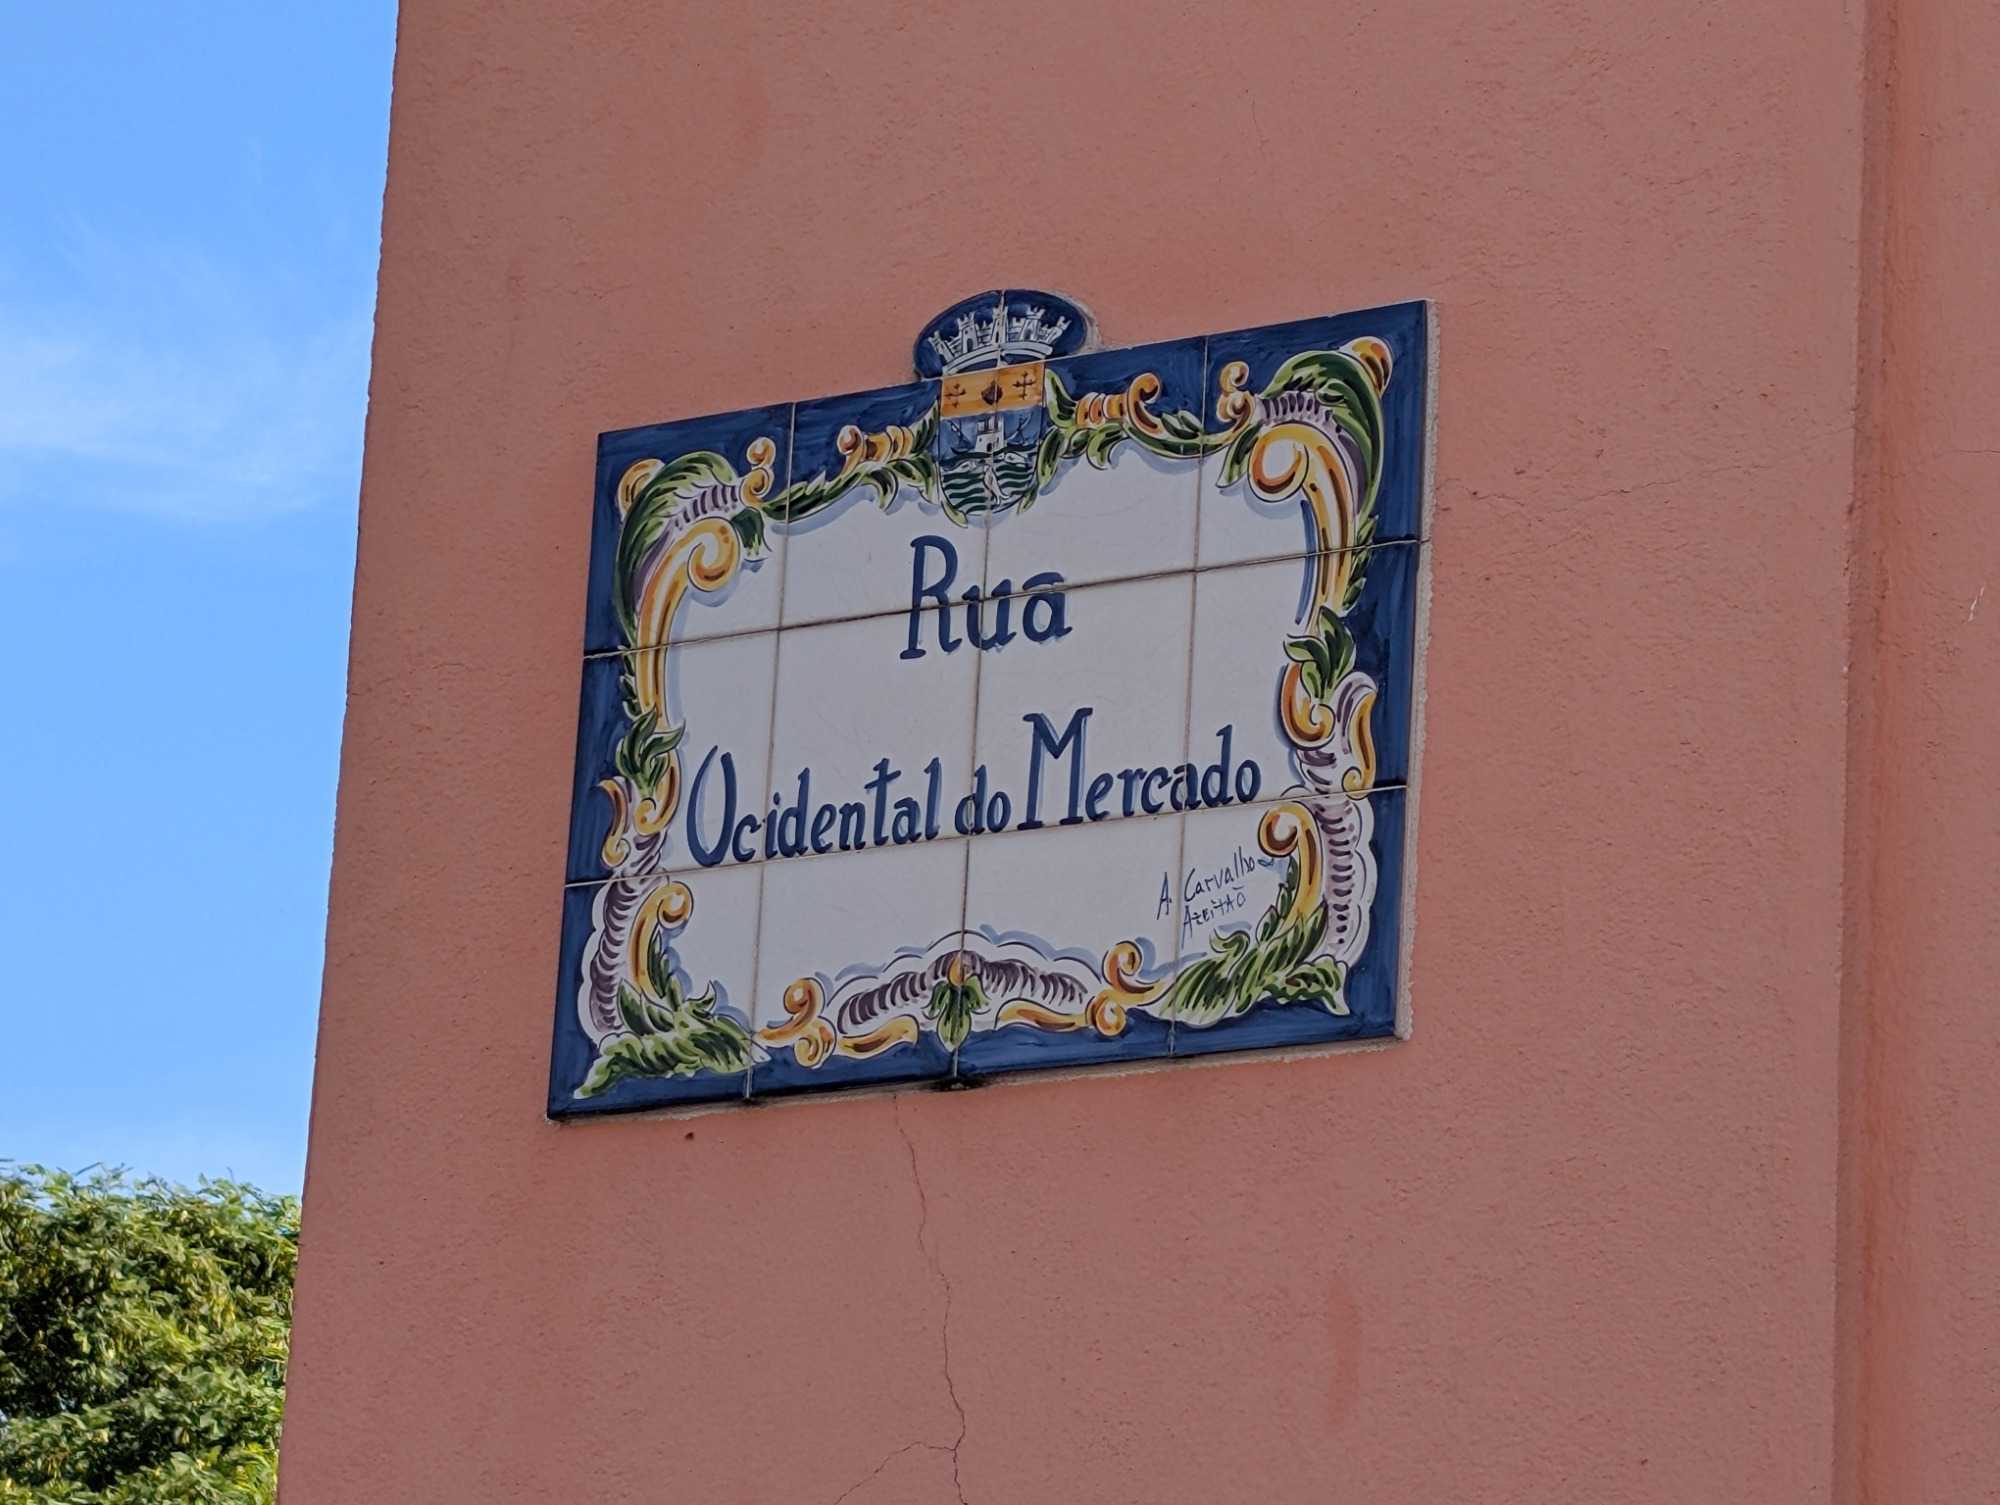 Rua
Ocidental do Mercado
A. Carvalho
AZEITÃO